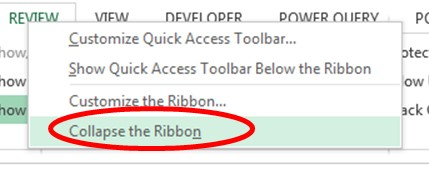 REVIEW VIEW DEVELOPER POWER QUERY
Customize Quick Access Toolbar...
Show Quick Access Toolbar Below the Ribbon
Customize the Ribbon...
Collapse the Ribbon